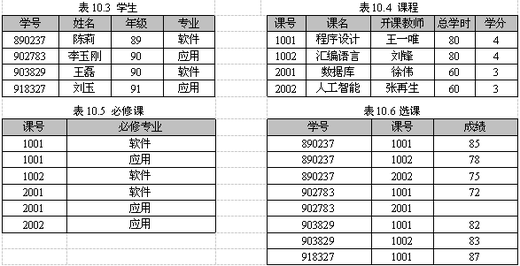 表 10.3 学生
学号 姓名 年级 专业
890237 陈莉 89 软件
902783 李玉刚 90 应用
903829 王磊 90 软件
918327 刘玉 91 应用
表 10.4 课程
课号 课名 开课教师 总学时 学分
1001 程序设计 王一唯 80 4
1002 汇编语言 刘锋 80 4
2001 数据库 徐伟 60 3
2002 人工智能 张再生 60 3
表 10.5 必修课
课号 必修专业
1001 软件
1001 应用
1002 软件
2001 软件
2001 应用
2002 应用
表 10.6 选课
学号 课号 成绩
890237 1001 85
890237 1002 78
890237 2002 75
902783 1001 72
902783 2001
903829 1001 82
903829 1002 83
918327 1001 87